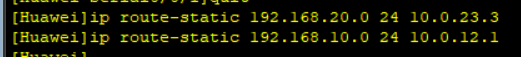 [Huawei]ip route-static 192.168.20.0 24 10.0.23.3
[Huawei]ip route-static 192.168.10.0 24 10.0.12.1